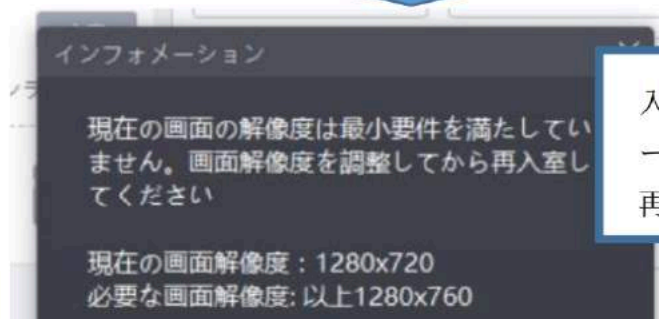 インフォメーション
現在の画面の解像度は最小要件を満たしてい
ません。画面解像度を調整してから再入室し
てください
現在の画面解像度：1280x720
必要な画面解像度: 以上1280x760
入
ー
再